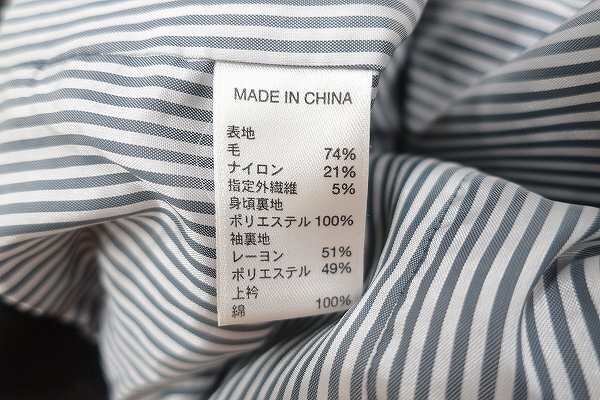 MADE IN CHINA
表地
毛 74%
ナイロン 21%
指定外繊維 5%
身頃裏地
ポリエステル 100%
袖裏地
レーヨン 51%
ポリエステル 49%
上衿
綿 100%